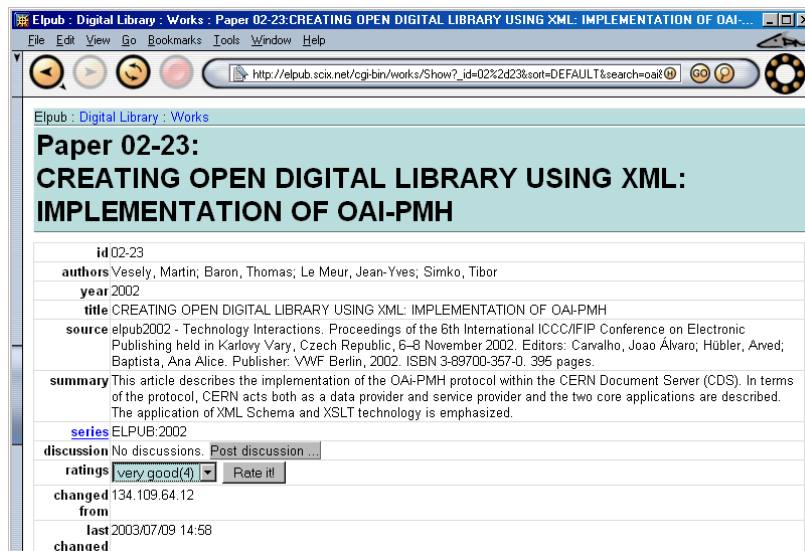 Elpub : Digital Library : Works : Paper 02-23:CREATING OPEN DIGITAL LIBRARY USING XML: IMPLEMENTATION OF OAI-...
File Edit View Go Bookmarks Tools Window Help
http://elpub.scix.net/cgi-bin/works/Show?_id=02%2d23&sort=DEFAULT&search=oai GO
Elpub : Digital Library : Works
Paper 02-23:
CREATING OPEN DIGITAL LIBRARY USING XML:
IMPLEMENTATION OF OAI-PMH
id 02-23
authors Vesely, Martin; Baron, Thomas; Le Meur, Jean-Yves; Simko, Tibor
year 2002
title CREATING OPEN DIGITAL LIBRARY USING XML: IMPLEMENTATION OF OAI-PMH
source elpub2002 - Technology Interactions. Proceedings of the 6th International ICCC/IFIP Conference on Electronic
Publishing held in Karlovy Vary, Czech Republic, 6–8 November 2002. Editors: Carvalho, Joao Álvaro; Hübler, Arved;
Baptista, Ana Alice. Publisher: VWF Berlin, 2002. ISBN 3-89700-357-0. 395 pages.
summary This article describes the implementation of the OAi-PMH protocol within the CERN Document Server (CDS). In terms
of the protocol, CERN acts both as a data provider and service provider and the two core applications are described.
The application of XML Schema and XSLT technology is emphasized.
series ELPUB:2002
discussion No discussions. Post discussion ...
ratings very good(4) Rate it!
changed 134.109.64.12
from
last 2003/07/09 14:58
changed